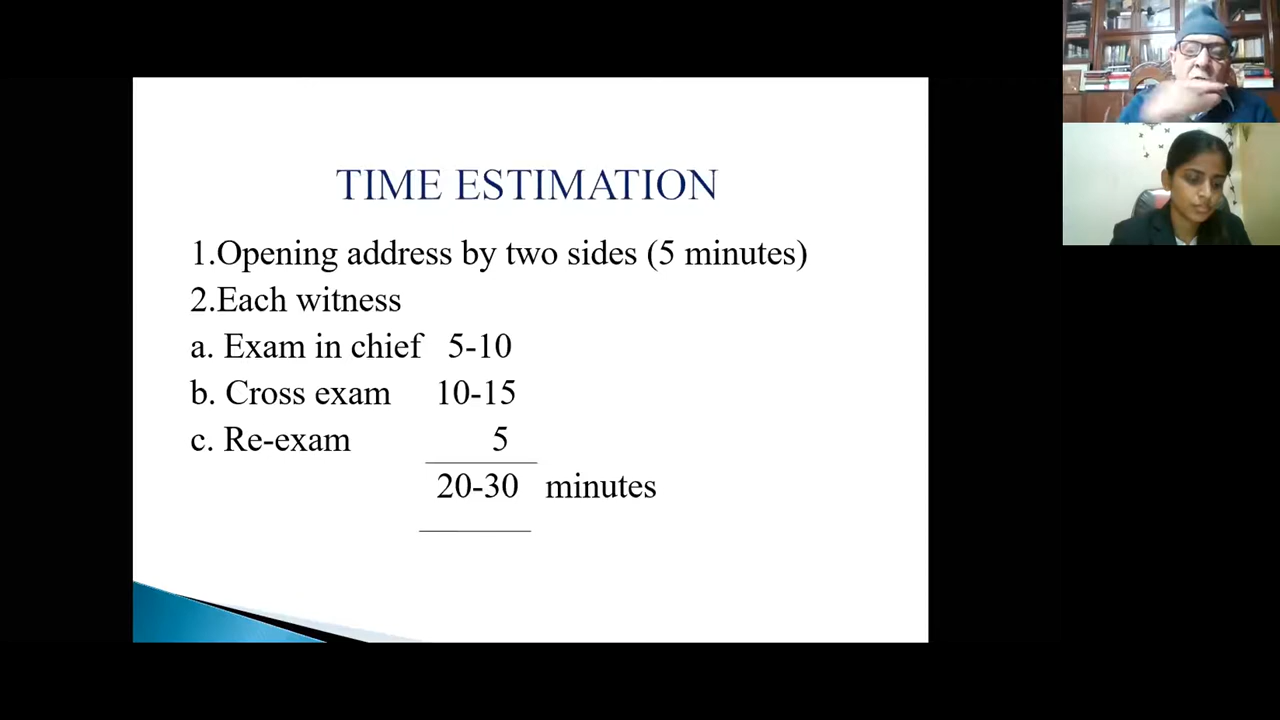 TIME ESTIMATION
1.Opening address by two sides (5 minutes)
2.Each witness
a. Exam in chief 5-10
b. Cross exam 10-15
c. Re-exam 5
20-30 minutes